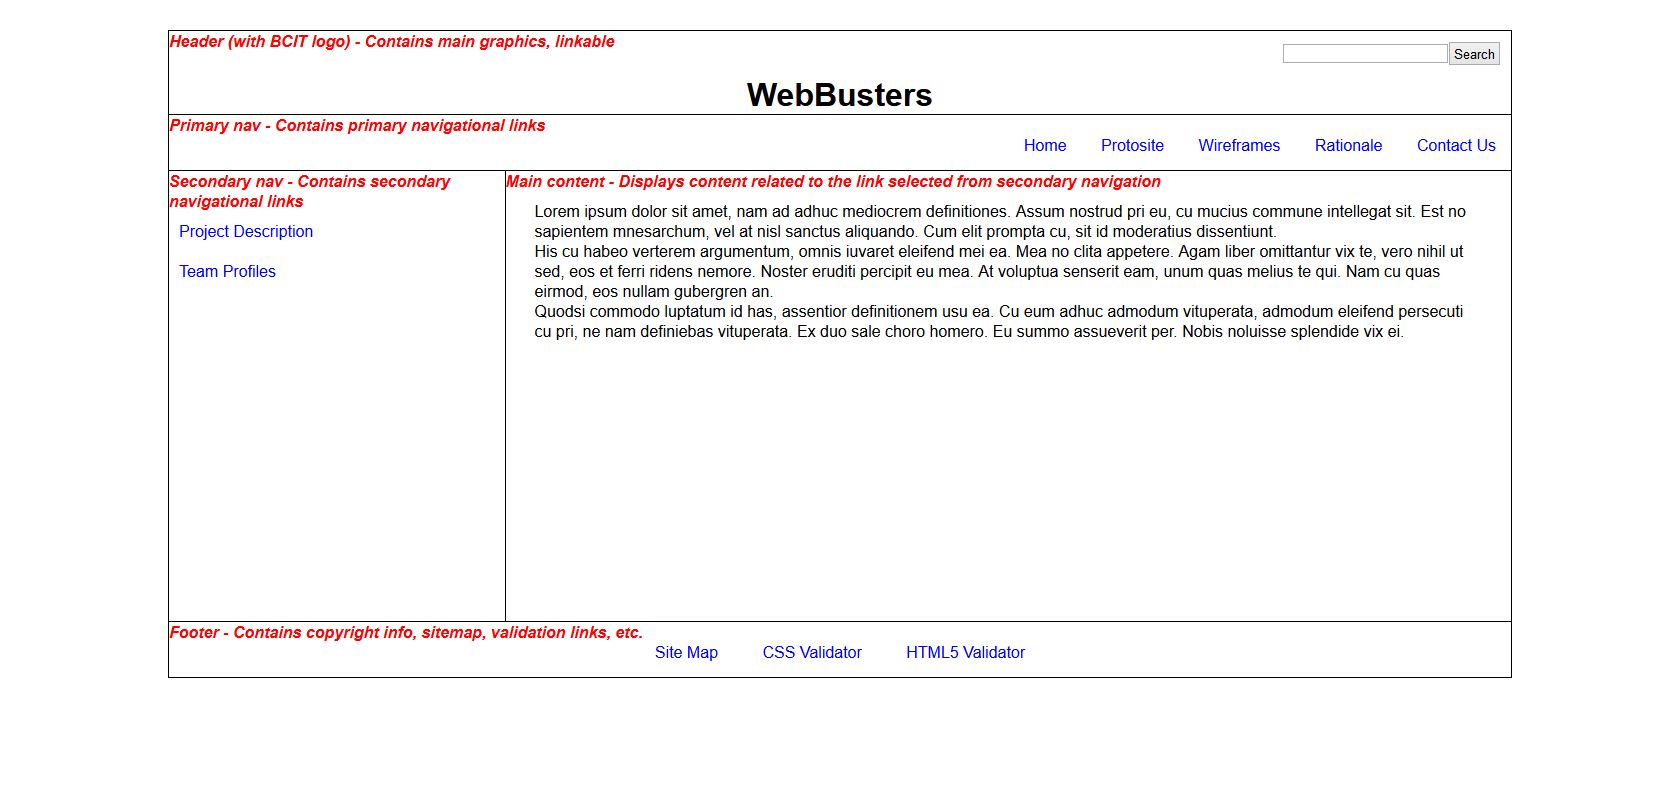 Header (with BCIT logo) - Contains main graphics, linkable
Search
WebBusters
Primary nav - Contains primary navigational links
Home Protosite Wireframes Rationale Contact Us
Secondary nav - Contains secondary
navigational links
Project Description
Team Profiles
Main content - Displays content related to the link selected from secondary navigation
Lorem ipsum dolor sit amet, nam ad adhuc mediocrem definitiones. Assum nostrud pri eu, cu mucius commune intellegat sit. Est no
sapientem mnesarchum, vel at nisl sanctus aliquando. Cum elit prompta cu, sit id moderatius dissentiunt.
His cu habeo verterem argumentum, omnis iuvaret eleifend mei ea. Mea no clita appetere. Agam liber omittantur vix te, vero nihil ut
sed, eos et ferri ridens nemore. Noster eruditi percipit eu mea. At voluptua senserit eam, unum quas melius te qui. Nam cu quas
eirmod, eos nullam gubergren an.
Quodsi commodo luptatum id has, assentior definitionem usu ea. Cu eum adhuc admodum vituperata, admodum eleifend persecuti
cu pri, ne nam definiebas vituperata. Ex duo sale choro homero. Eu summo assueverit per. Nobis noluisse splendide vix ei.
Footer - Contains copyright info, sitemap, validation links, etc.
Site Map CSS Validator HTML5 Validator